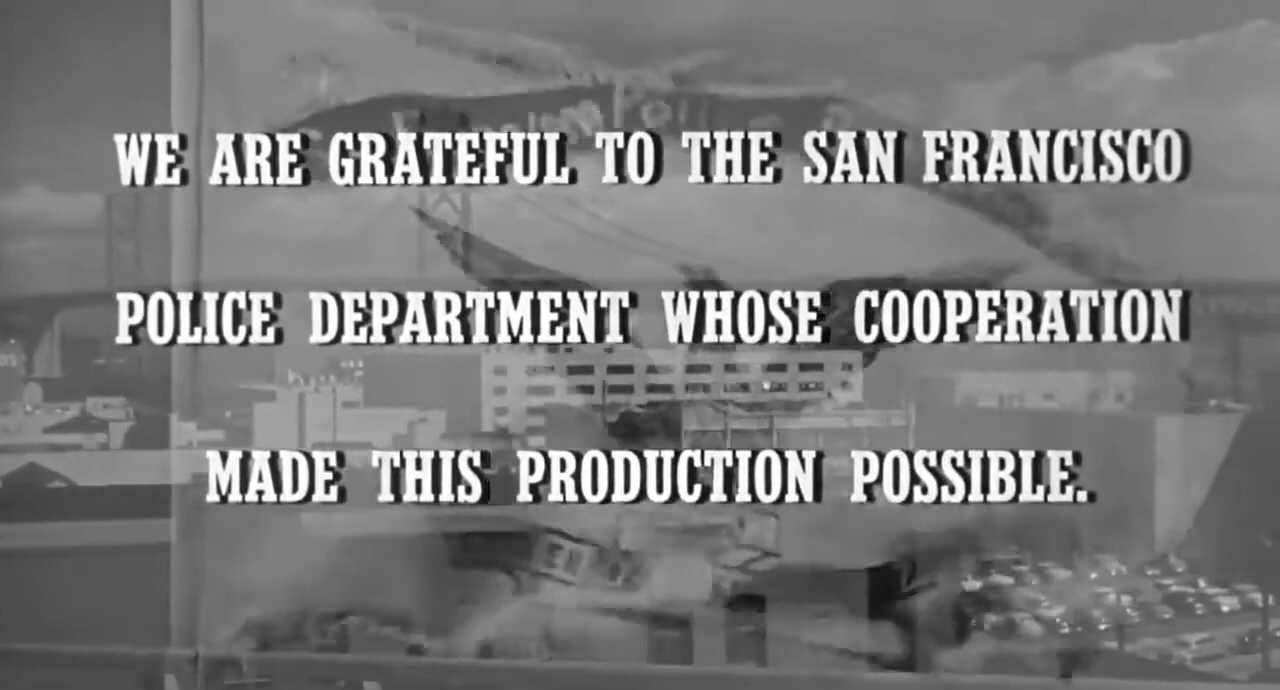 WE ARE GRATEFUL TO THE SAN FRANCISCO
POLICE DEPARTMENT WHOSE COOPERATION
MADE THIS PRODUCTION POSSIBLE.